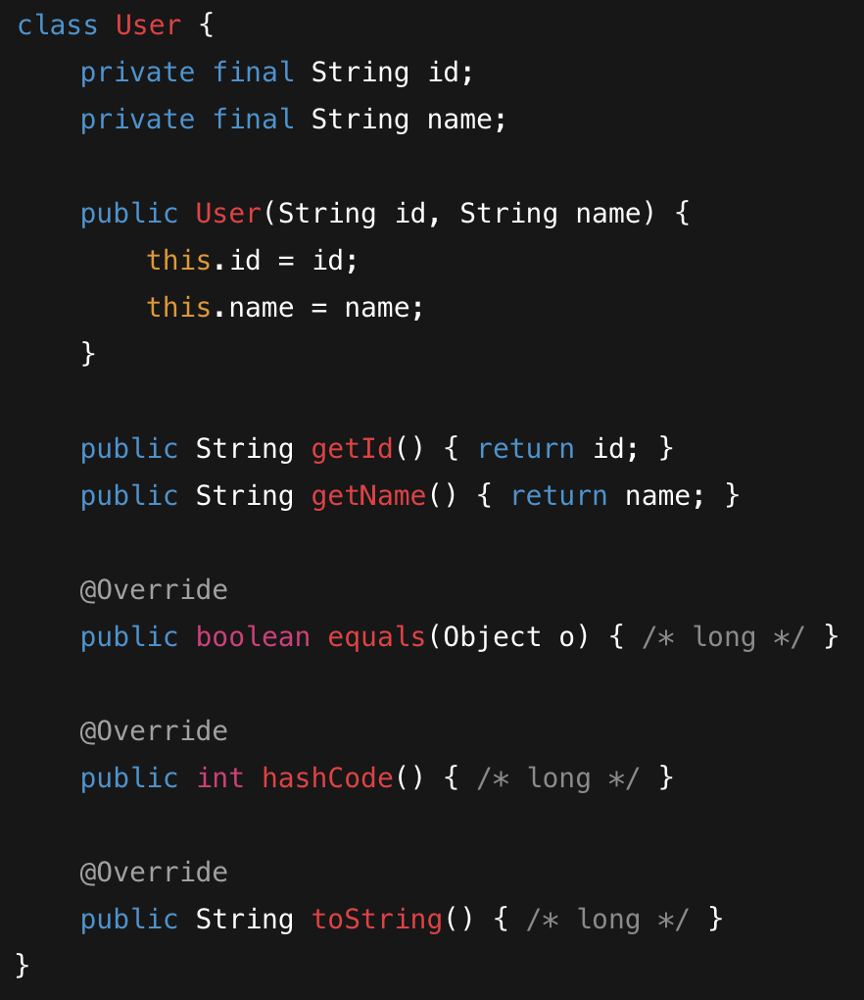 class User {
    private final String id;
    private final String name;

    public User(String id, String name) {
        this.id = id;
        this.name = name;
    }

    public String getId() { return id; }
    public String getName() { return name; }

    @Override
    public boolean equals(Object o) { /* long */ }

    @Override
    public int hashCode() { /* long */ }

    @Override
    public String toString() { /* long */ }
}